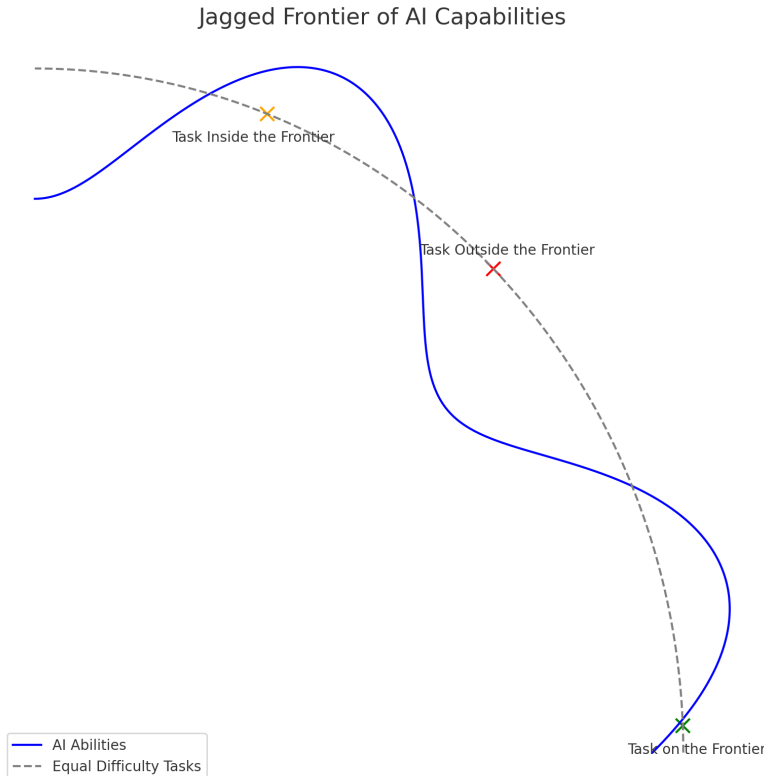 Jagged Frontier of AI Capabilities
Task Inside the Frontier
Task Outside the Frontier
Task on the Frontier
AI Abilities
Equal Difficulty Tasks